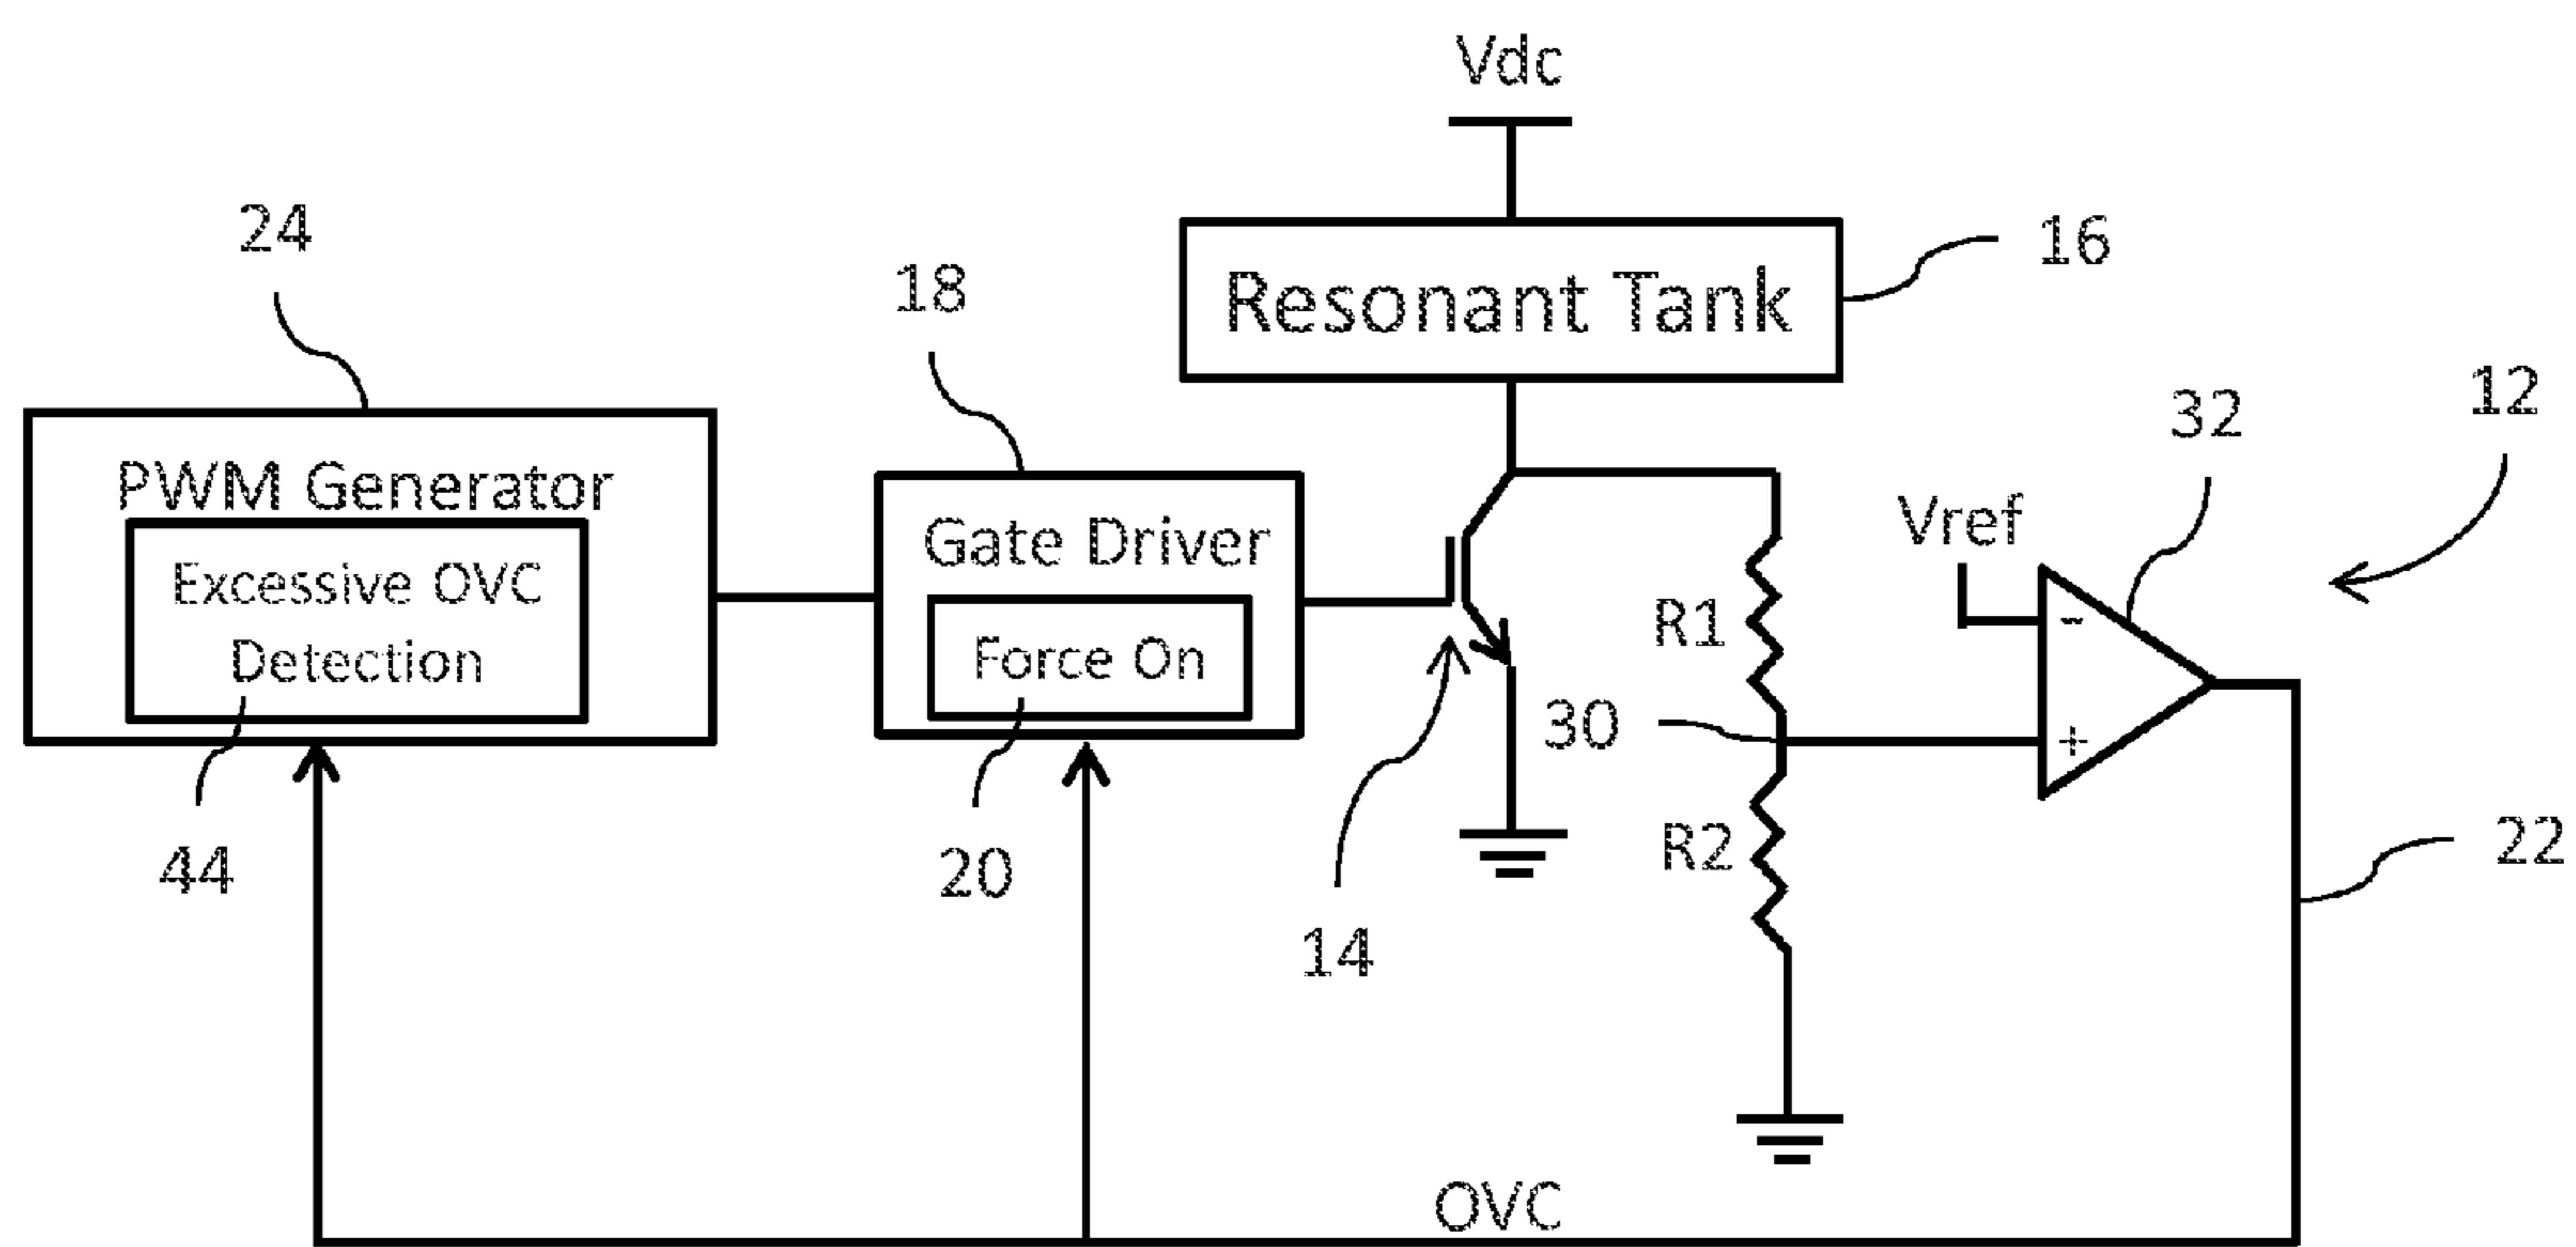 Vdc
24
16
18
Resonant Tank
12
32
PWM Generator
Vref
Gate Driver
Excessive OVC
Detection
-
R1
Force On
30
+
44
20
R2
22
14
OVC